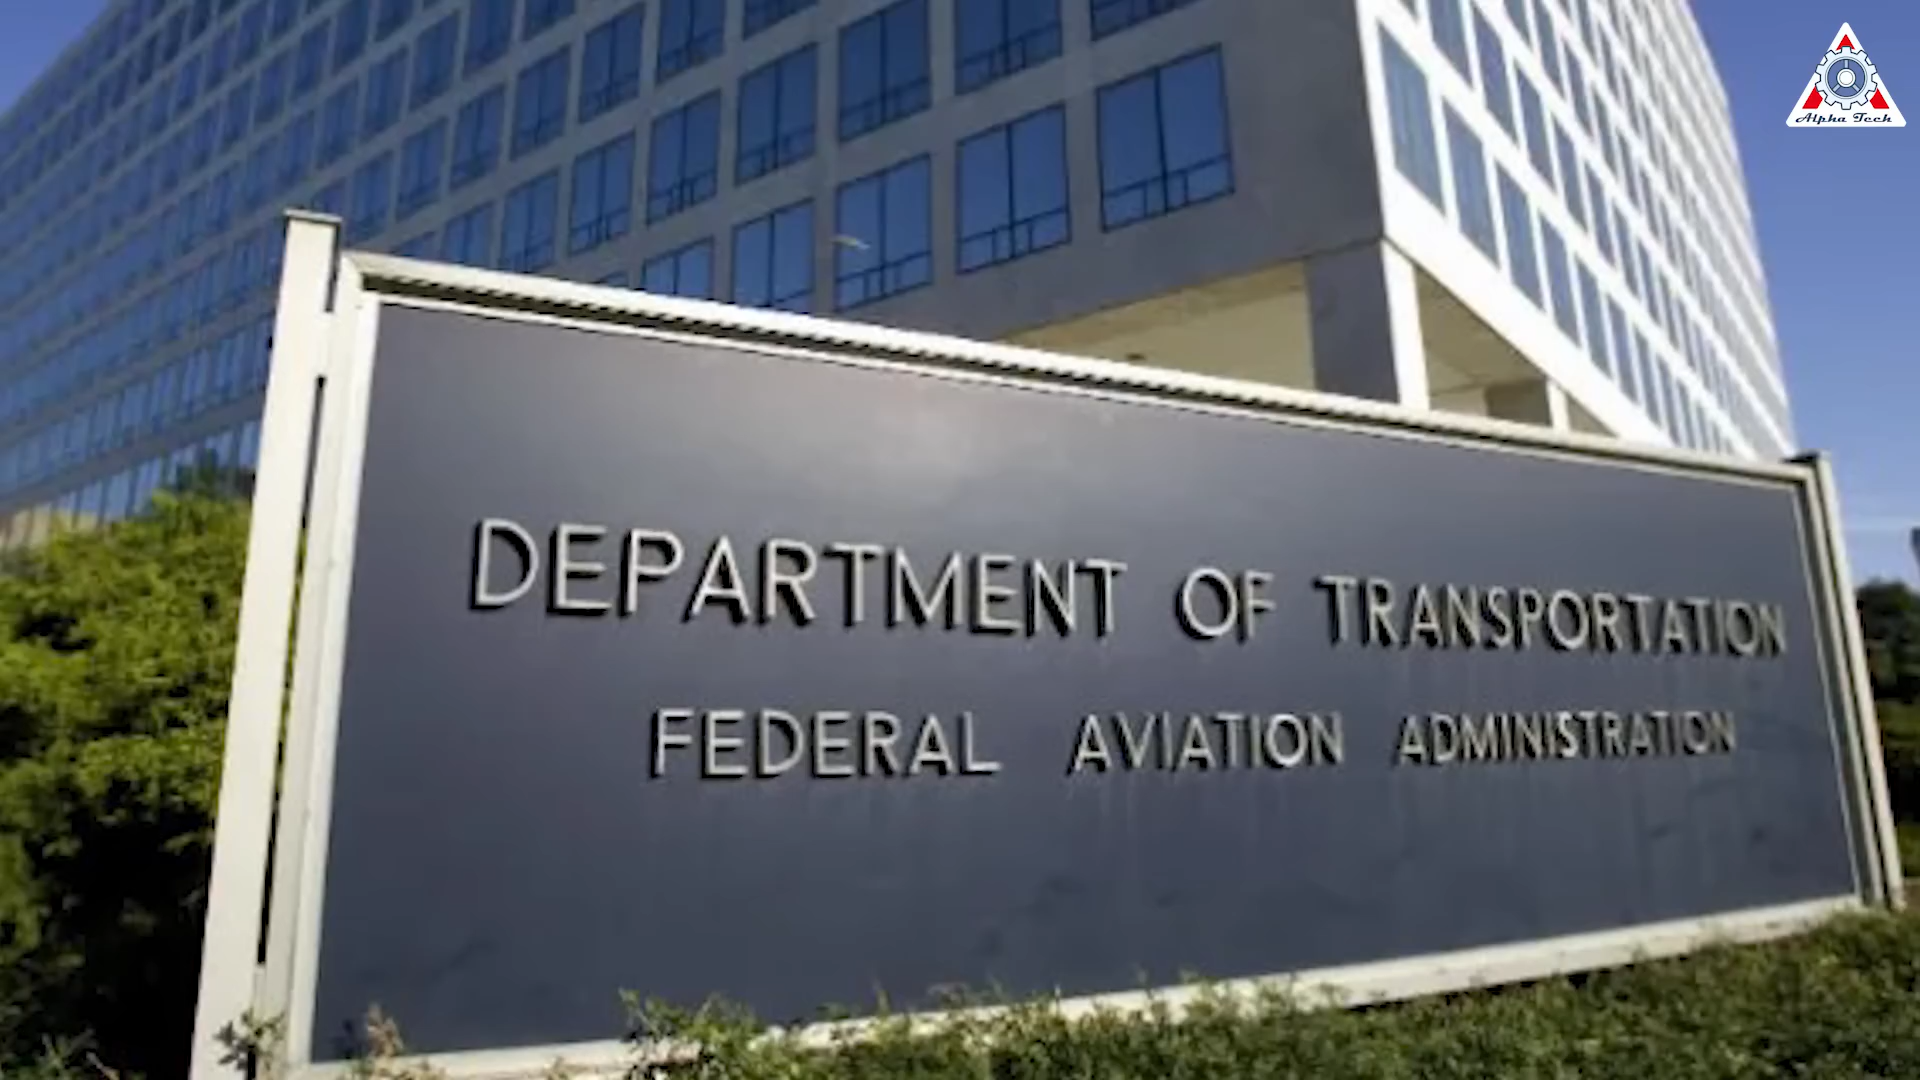 Alpha Tech
DEPARTMENT OF TRANSPORTATION
FEDERAL AVIATION ADMINISTRATION